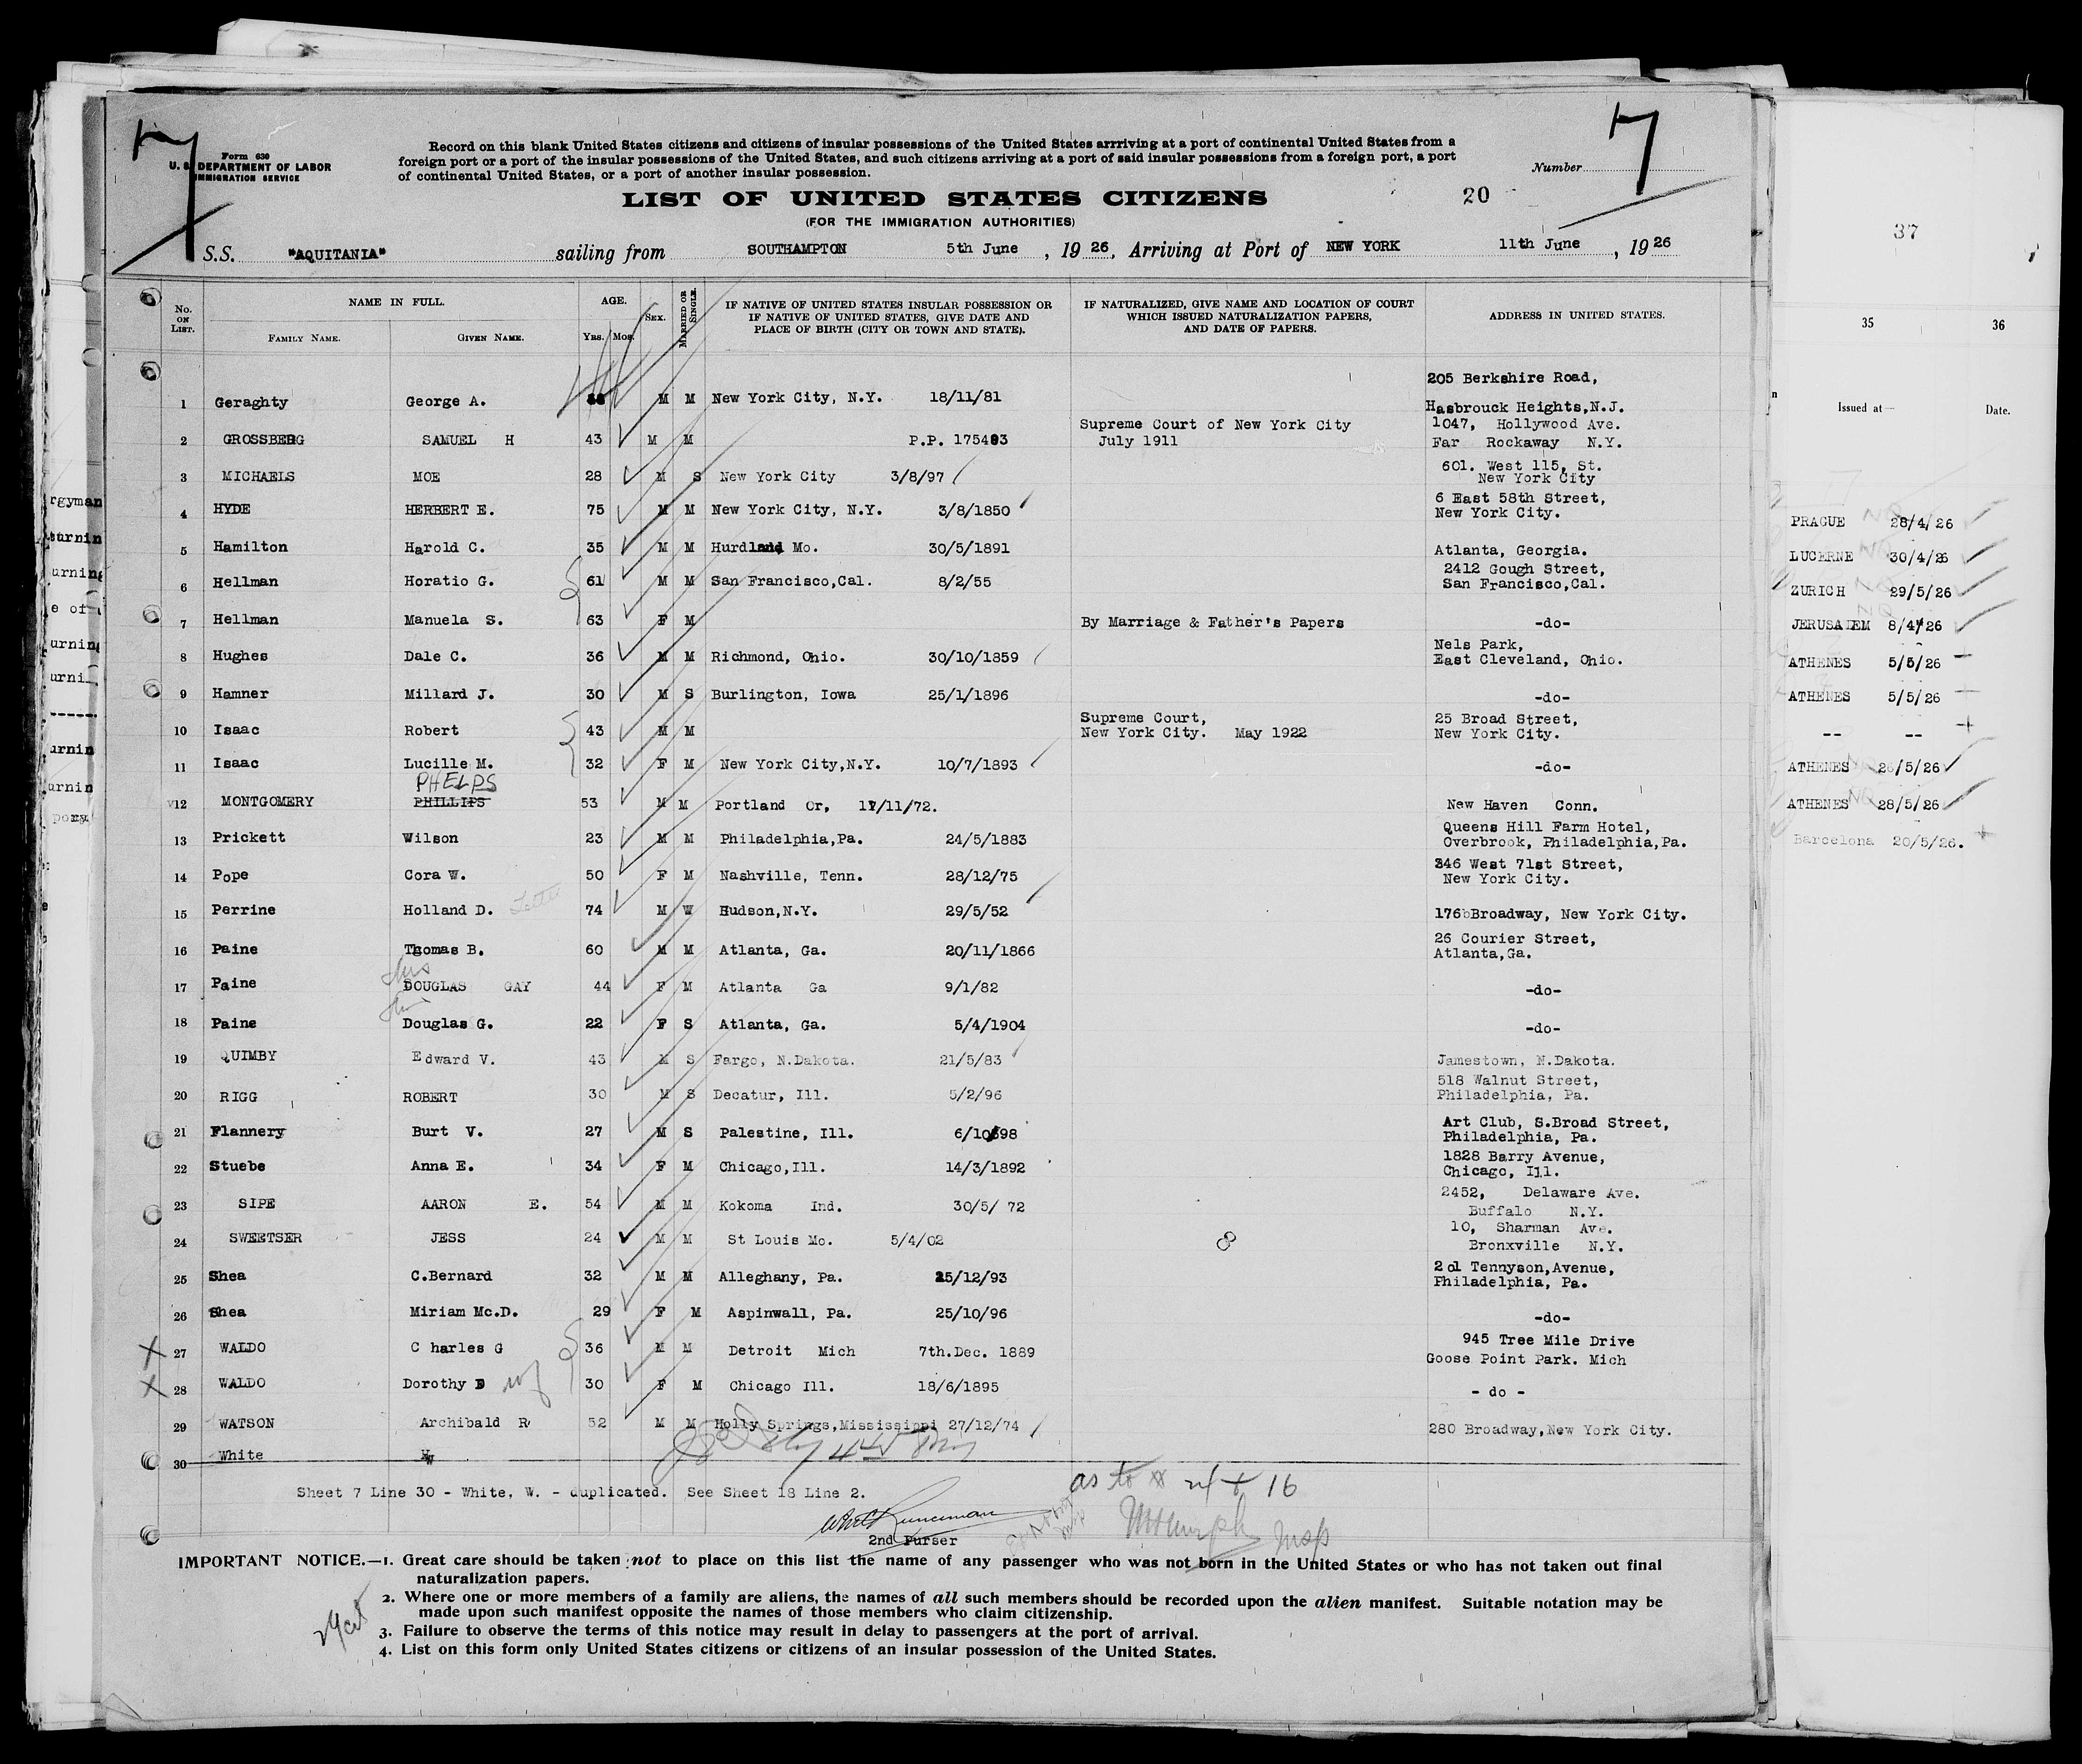 7
7
Form 630
U. S. DEPARTMENT OF LABOR
IMMIGRATION SERVICE
Record on this blank United States citizens and citizens of insular possessions of the United States arrriving at a port of continental United States from a
foreign port or a port of the insular possessions of the United States, and such citizens arriving at a port of said insular possessions from a foreign port, a port
of continental United States, or a port of another insular possession.
Number
LIST OF UNITED STATES CITIZENS
20
(FOR THE IMMIGRATION AUTHORITIES)
S.S. "AQUITANIA" sailing from SOUTHAMPTON 5th June , 19 26, Arriving at Port of NEW YORK 11th June , 19 26
No. ON LIST. NAME IN FULL. FAMILY NAME. GIVEN NAME. AGE. YRS. MOS. SEX. MARRIED OR SINGLE. IF NATIVE OF UNITED STATES INSULAR POSSESSION OR IF NATIVE OF UNITED STATES, GIVE DATE AND PLACE OF BIRTH (CITY OR TOWN AND STATE). IF NATURALIZED, GIVE NAME AND LOCATION OF COURT WHICH ISSUED NATURALIZATION PAPERS, AND DATE OF PAPERS. ADDRESS IN UNITED STATES.
205 Berkshire Road,
1 Geraghty George A. M M New York City, N.Y. 18/11/81 Hasbrouck Heights,N.J.
Supreme Court of New York City 1047, Hollywood Ave.
2 GROSSBERG SAMUEL H 43 M M P.P. 175483 July 1911 Far Rockaway N.Y.
601. West 115, St.
3 MICHAELS MOE 28 M S New York City 3/8/97 New York City
6 East 58th Street,
4 HYDE HERBERT E. 75 M M New York City, N.Y. 3/8/1850 New York City.
5 Hamilton Harold C. 35 M M Hurdland Mo. 30/5/1891 Atlanta, Georgia.
2412 Gough Street,
6 Hellman Horatio G. 61 M M San Francisco,Cal. 8/2/55 San Francisco,Cal.
7 Hellman Manuela S. 63 F M By Marriage & Father's Papers -do-
Nels Park,
8 Hughes Dale C. 36 M M Richmond, Ohio. 30/10/1859 East Cleveland, Ohio.
9 Hamner Millard J. 30 M S Burlington, Iowa 25/1/1896 -do-
Supreme Court, 25 Broad Street,
10 Isaac Robert 43 M M New York City. May 1922 New York City.
11 Isaac Lucille M. 32 F M New York City,N.Y. 10/7/1893 -do-
PHELPS
12 MONTGOMERY PHILLIPS 53 M M Portland Or, /11/72. New Haven Conn.
Queens Hill Farm Hotel,
13 Prickett Wilson 23 M M Philadelphia,Pa. 24/5/1883 Overbrook, Philadelphia,Pa.
346 West 71st Street,
14 Pope Cora W. 50 F M Nashville, Tenn. 28/12/75 New York City.
15 Perrine Holland D. Letter 74 M W Hudson,N.Y. 29/5/52 176 Broadway, New York City.
26 Courier Street,
16 Paine Thomas B. 60 M M Atlanta, Ga. 20/11/1866 Atlanta,Ga.
17 Paine DOUGLAS GAY 44 F M Atlanta Ga 9/1/82 -do-
18 Paine Douglas G. 22 F S Atlanta, Ga. 5/4/1904 -do-
19 QUIMBY Edward V. 43 M S Fargo, N.Dakota. 21/5/83 Jamestown, N.Dakota.
518 Walnut Street,
20 RIGG ROBERT 30 M S Decatur, Ill. 5/2/96 Philadelphia, Pa.
Art Club, S.Broad Street,
21 Flannery Burt V. 27 M S Palestine, Ill. 6/10/98 Philadelphia, Pa.
1828 Barry Avenue,
22 Stuebe Anna E. 34 F M Chicago,Ill. 14/3/1892 Chicago, Ill.
2452, Delaware Ave.
23 SIPE AARON E. 54 M M Kokoma Ind. 30/5/ 72 Buffalo N.Y.
10, Sharman Ave.
24 SWEETSER JESS 24 M M St Louis Mo. 5/4/02 Bronxville N.Y.
201 Tennyson,Avenue,
25 Shea C.Bernard 32 M M Alleghany, Pa. 25/12/93 Philadelphia, Pa.
26 Shea Miriam Mc.D. 29 F M Aspinwall, Pa. 25/10/96 -do-
945 Tree Mile Drive
27 WALDO C harles G 36 M M Detroit Mich 7th.Dec. 1889 Goose Point Park. Mich
28 WALDO Dorothy D wf 30 F M Chicago Ill. 18/6/1895 - do -
29 WATSON Archibald R 52 M M Holly Springs,Mississippi 27/12/74 280 Broadway,New York City.
30 White W
as to # 24 + 16
Sheet 7 Line 30 - White, W. - duplicated. See Sheet 18 Line 2.
2nd Purser
IMPORTANT NOTICE.—1. Great care should be taken not to place on this list the name of any passenger who was not born in the United States or who has not taken out final
naturalization papers.
2. Where one or more members of a family are aliens, the names of all such members should be recorded upon the alien manifest. Suitable notation may be
made upon such manifest opposite the names of those members who claim citizenship.
3. Failure to observe the terms of this notice may result in delay to passengers at the port of arrival.
4. List on this form only United States citizens or citizens of an insular possession of the United States.
37
35 36
Issued at— Date.
PRAGUE 28/4/26
LUCERNE 30/4/26
ZURICH 29/5/26
JERUSALEM 8/4/26
ATHENES 5/5/26
ATHENES 5/5/26
-- --
ATHENES 26/5/26
ATHENES 28/5/26
Barcelona 20/5/26.